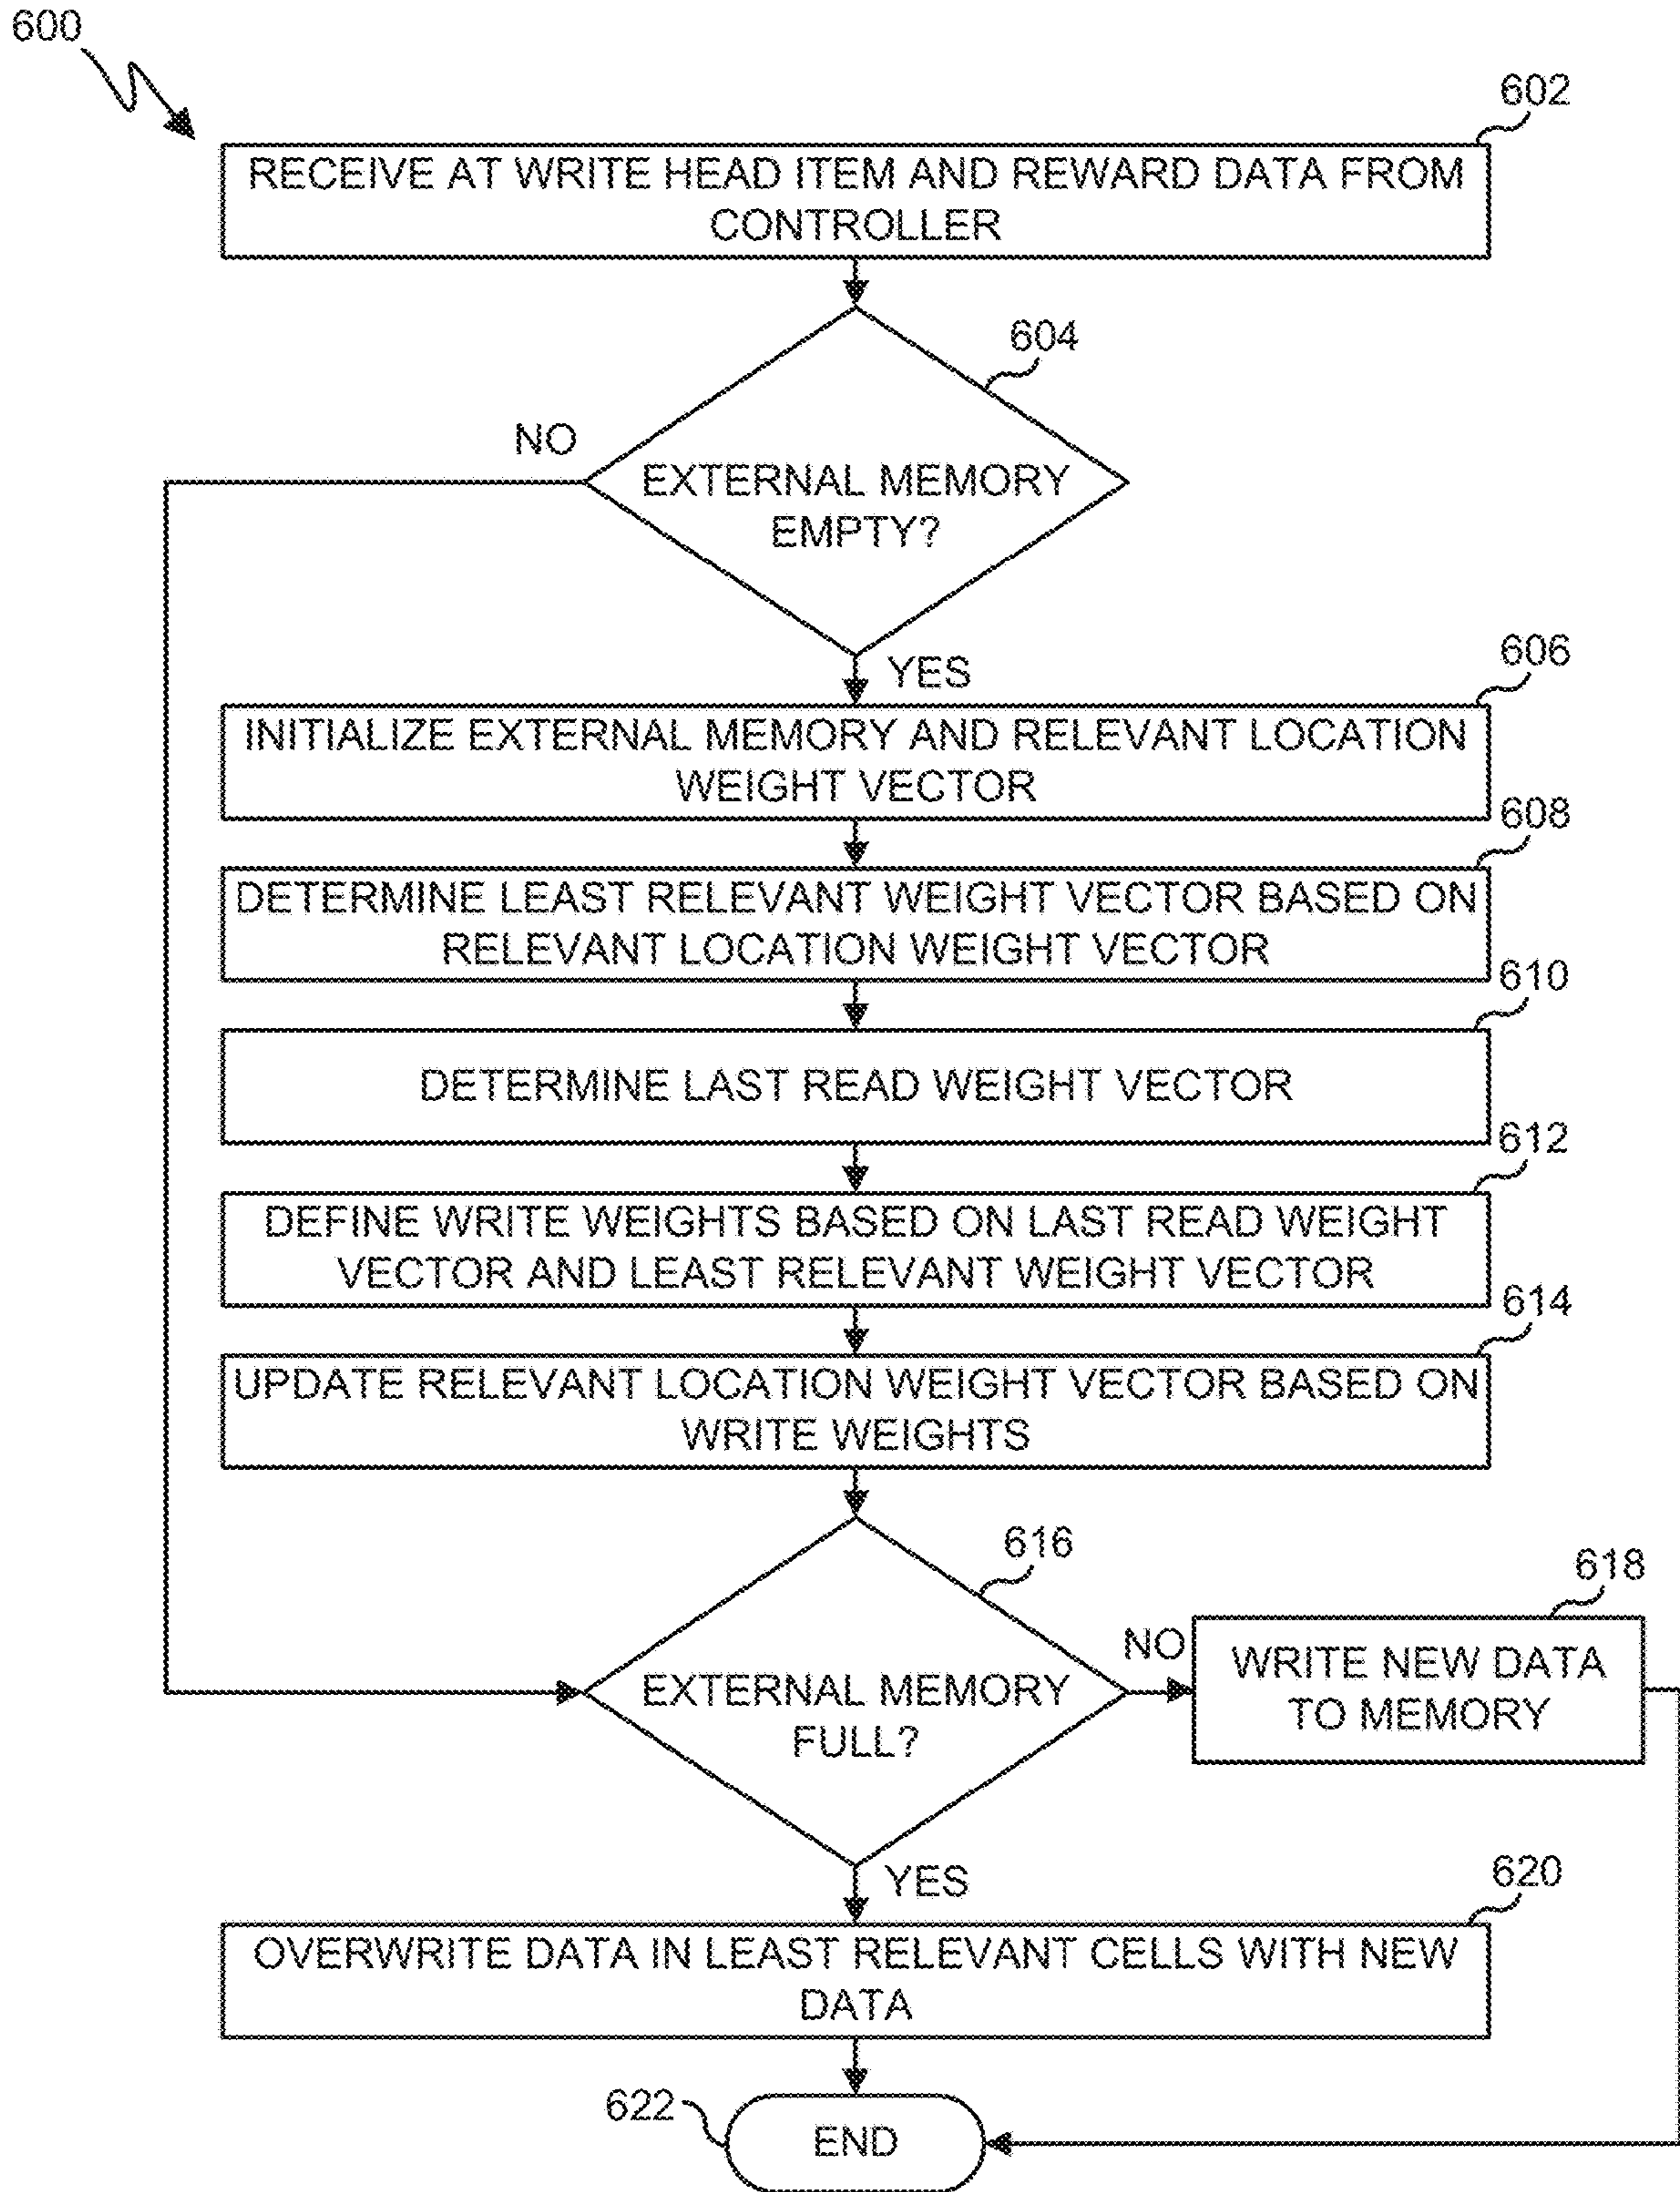 600
602
RECEIVE AT WRITE HEAD ITEM AND REWARD DATA FROM
CONTROLLER
604
NO
EXTERNAL MEMORY
EMPTY?
YES
606
INITIALIZE EXTERNAL MEMORY AND RELEVANT LOCATION
WEIGHT VECTOR
608
DETERMINE LEAST RELEVANT WEIGHT VECTOR BASED ON
RELEVANT LOCATION WEIGHT VECTOR
610
DETERMINE LAST READ WEIGHT VECTOR
612
DEFINE WRITE WEIGHTS BASED ON LAST READ WEIGHT
VECTOR AND LEAST RELEVANT WEIGHT VECTOR
614
UPDATE RELEVANT LOCATION WEIGHT VECTOR BASED ON
WRITE WEIGHTS
616
618
EXTERNAL MEMORY
FULL?
NO
WRITE NEW DATA
TO MEMORY
YES
620
OVERWRITE DATA IN LEAST RELEVANT CELLS WITH NEW
DATA
622
END